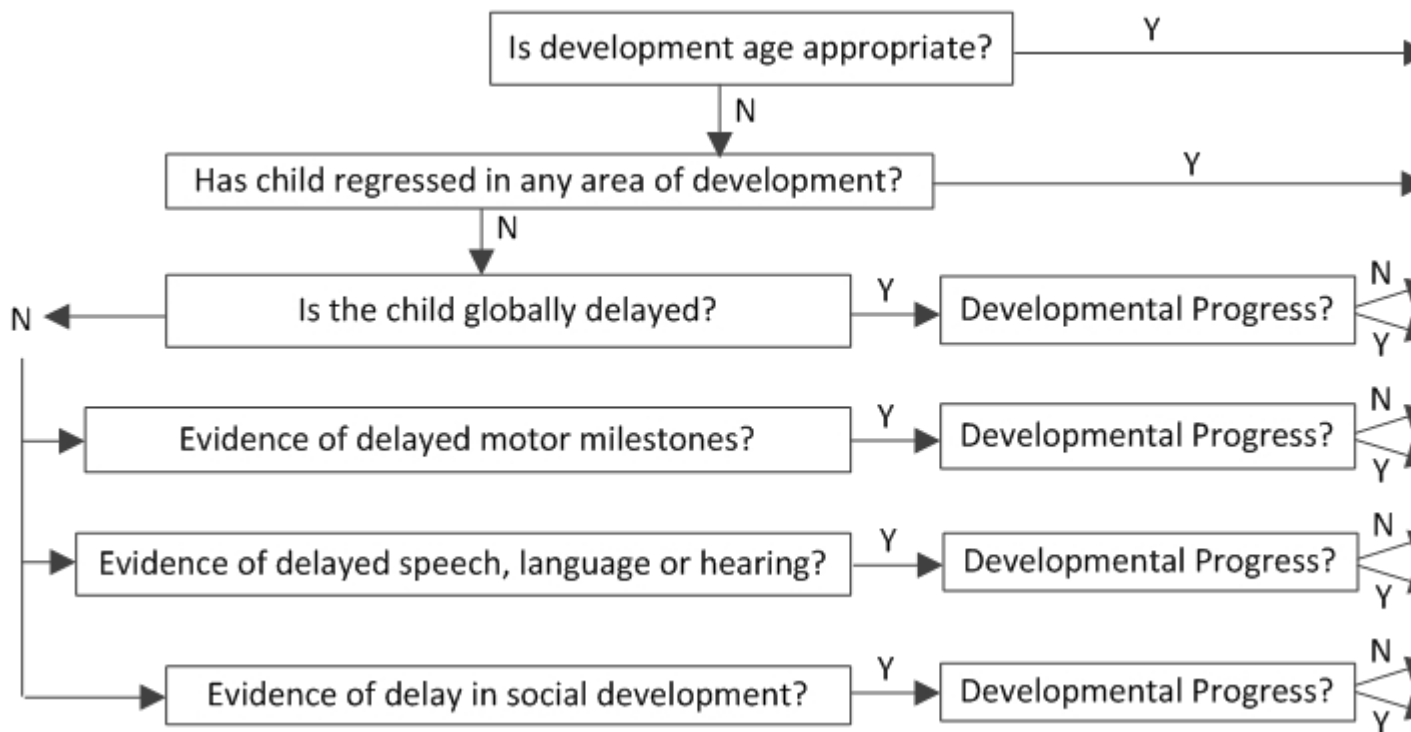 Is development age appropriate?
Y
N
Has child regressed in any area of development?
Y
N
Is the child globally delayed?
Y
Developmental Progress?
N
Y
N
Evidence of delayed motor milestones?
Y
Developmental Progress?
N
Y
Evidence of delayed speech, language or hearing?
Y
Developmental Progress?
N
Y
Evidence of delay in social development?
Y
Developmental Progress?
N
Y